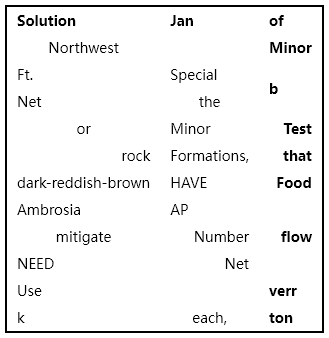 Solution Jan of
Northwest Minor
Ft. Special
b
Net the
or Minor Test
rock Formations, that
dark-reddish-brown HAVE Food
Ambrosia AP
mitigate Number flow
NEED Net
Use verr
k each, ton